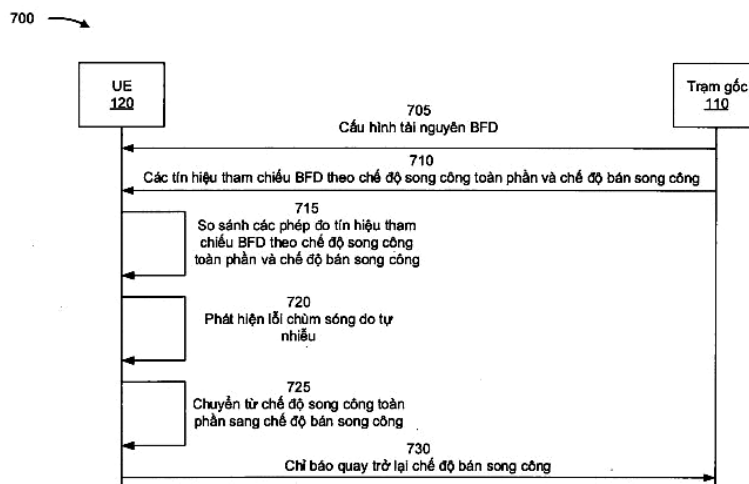 700
UE
120
Trạm gốc
110
705
Cấu hình tài nguyên BFD
710
Các tín hiệu tham chiếu BFD theo chế độ song công toàn phần và chế độ bán song công
715
So sánh các phép đo tín hiệu tham
chiếu BFD theo chế độ song công
toàn phần và chế độ bán song công
720
Phát hiện lỗi chùm sóng do tự
nhiễu
725
Chuyển từ chế độ song công toàn
phần sang chế độ bán song công
730
Chỉ báo quay trở lại chế độ bán song công